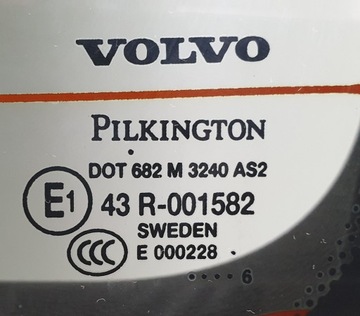 VOLVO
PILKINGTON
DOT 682 M 3240 AS2
E1 43 R-001582
SWEDEN
CCC E 000228
.... 6